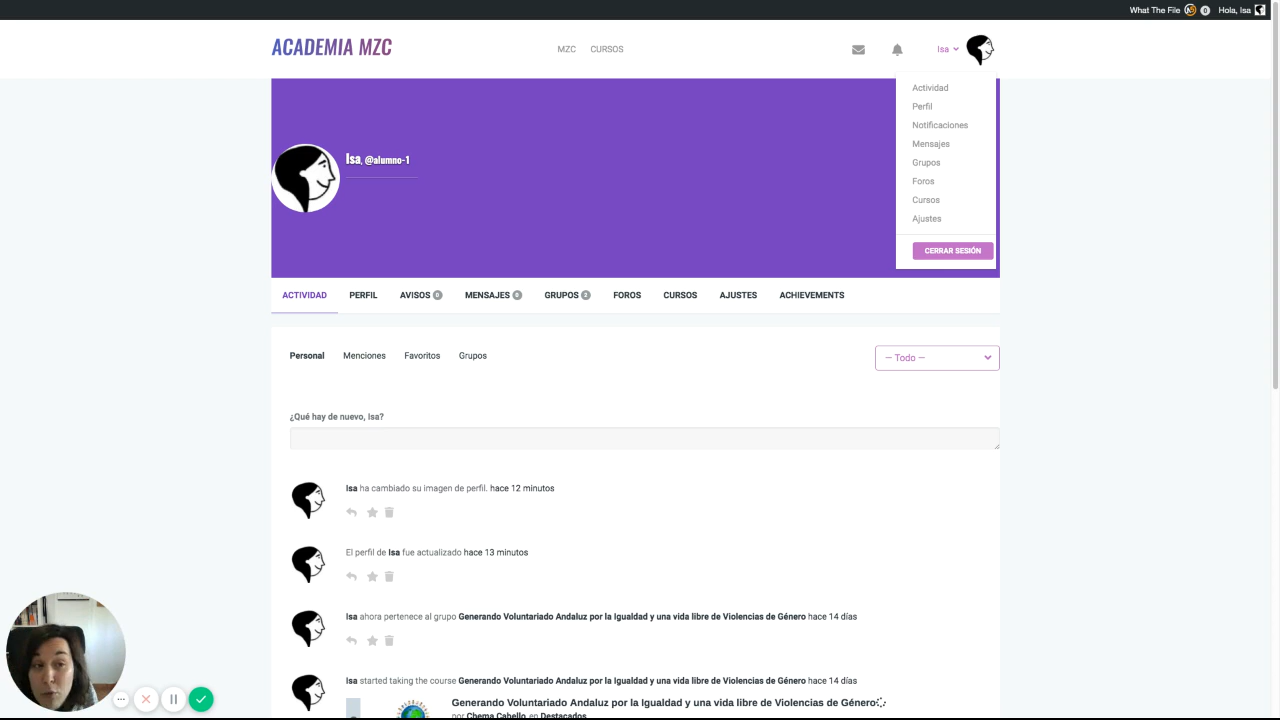 What The File 0 Hola, Isa
ACADEMIA MZC
MZC CURSOS
Isa
Actividad
Perfil
Notificaciones
Mensajes
Grupos
Foros
Cursos
Ajustes
CERRAR SESIÓN
Isa, @alumno-1
ACTIVIDAD PERFIL AVISOS 0 MENSAJES 0 GRUPOS 2 FOROS CURSOS AJUSTES ACHIEVEMENTS
Personal Menciones Favoritos Grupos
— Todo —
¿Qué hay de nuevo, Isa?
Isa ha cambiado su imagen de perfil. hace 12 minutos
El perfil de Isa fue actualizado hace 13 minutos
Isa ahora pertenece al grupo Generando Voluntariado Andaluz por la Igualdad y una vida libre de Violencias de Género hace 14 días
Isa started taking the course Generando Voluntariado Andaluz por la Igualdad y una vida libre de Violencias de Género hace 14 días
Generando Voluntariado Andaluz por la Igualdad y una vida libre de Violencias de Género
por Chema Cabello en Destacados